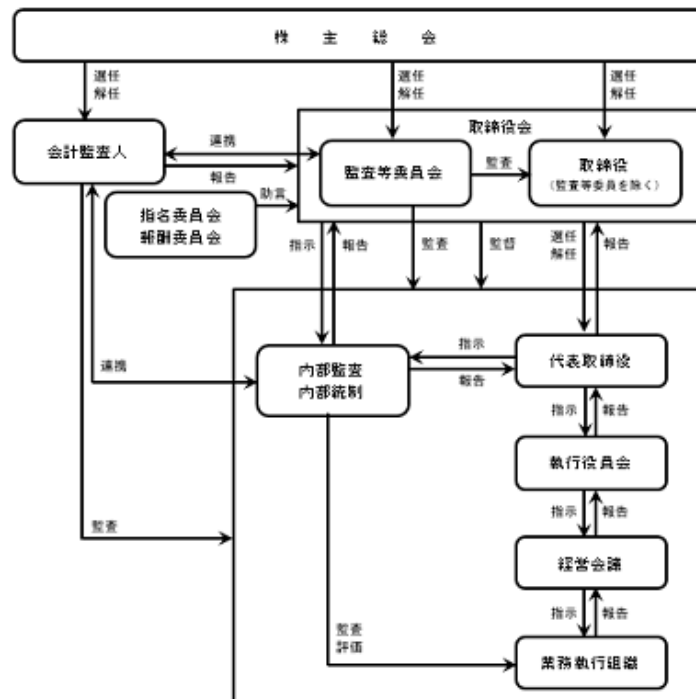 株主総会
選任
解任
選任
解任
選任
解任
取締役会
会計監査人
連携
報告
監査等委員会
監査
取締役
(監査等委員を除く)
指名委員会
報酬委員会
助言
指示
報告
監査
監督
選任
解任
報告
内部監査
内部統制
指示
報告
代表取締役
連携
指示
報告
執行役員会
指示
報告
監査
経営会議
指示
報告
監査
評価
業務執行組織